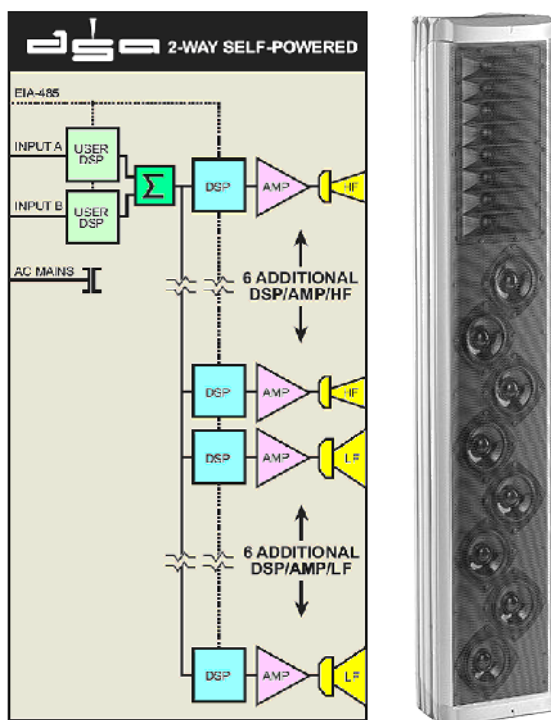 dsa 2-WAY SELF-POWERED
EIA-485
INPUT A
USER
DSP
DSP
AMP
HF
Σ
INPUT B
USER
DSP
AC MAINS
6 ADDITIONAL
DSP/AMP/HF
DSP
AMP
HF
DSP
AMP
LF
6 ADDITIONAL
DSP/AMP/LF
DSP
AMP
LF